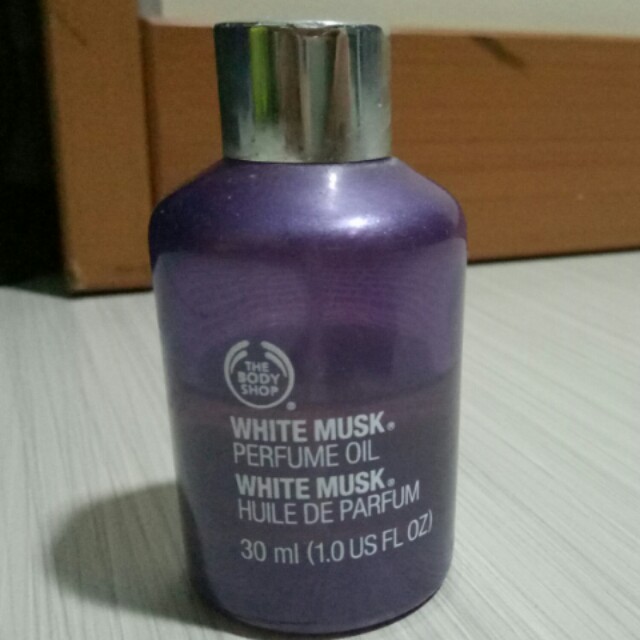 THE
BODY
SHOP®
WHITE MUSK®
PERFUME OIL
WHITE MUSK®
HUILE DE PARFUM
30 ml (1.0 US FL OZ)